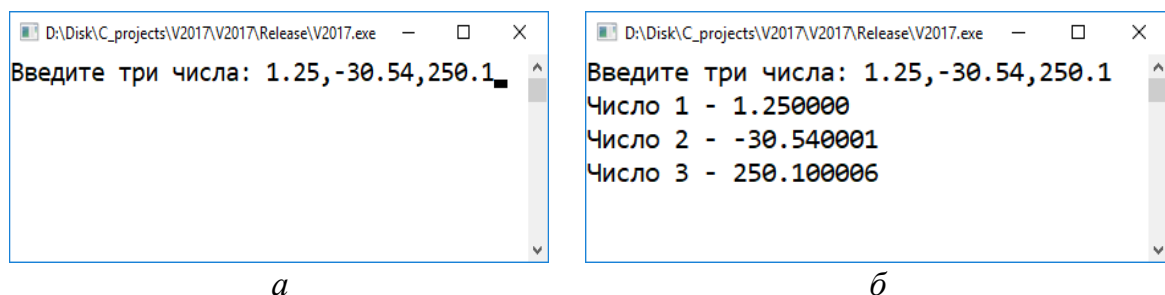 D:\Disk\C_projects\V2017\V2017\Release\V2017.exe
Введите три числа: 1.25,-30.54,250.1
а
D:\Disk\C_projects\V2017\V2017\Release\V2017.exe
Введите три числа: 1.25,-30.54,250.1
Число 1 - 1.250000
Число 2 - -30.540001
Число 3 - 250.100006
б